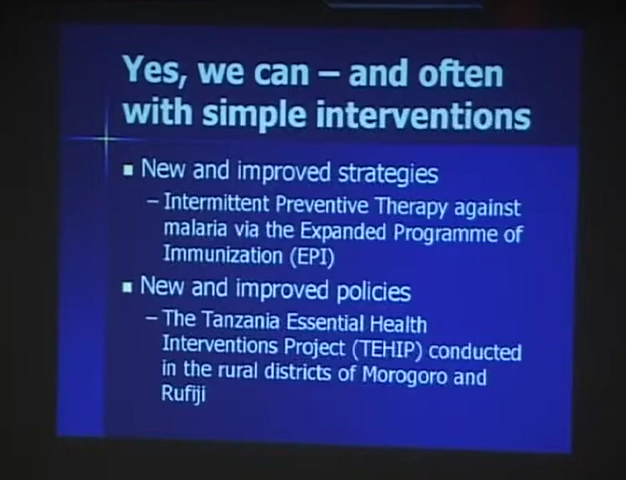 Yes, we can – and often
with simple interventions
New and improved strategies
– Intermittent Preventive Therapy against
malaria via the Expanded Programme of
Immunization (EPI)
New and improved policies
– The Tanzania Essential Health
Interventions Project (TEHIP) conducted
in the rural districts of Morogoro and
Rufiji